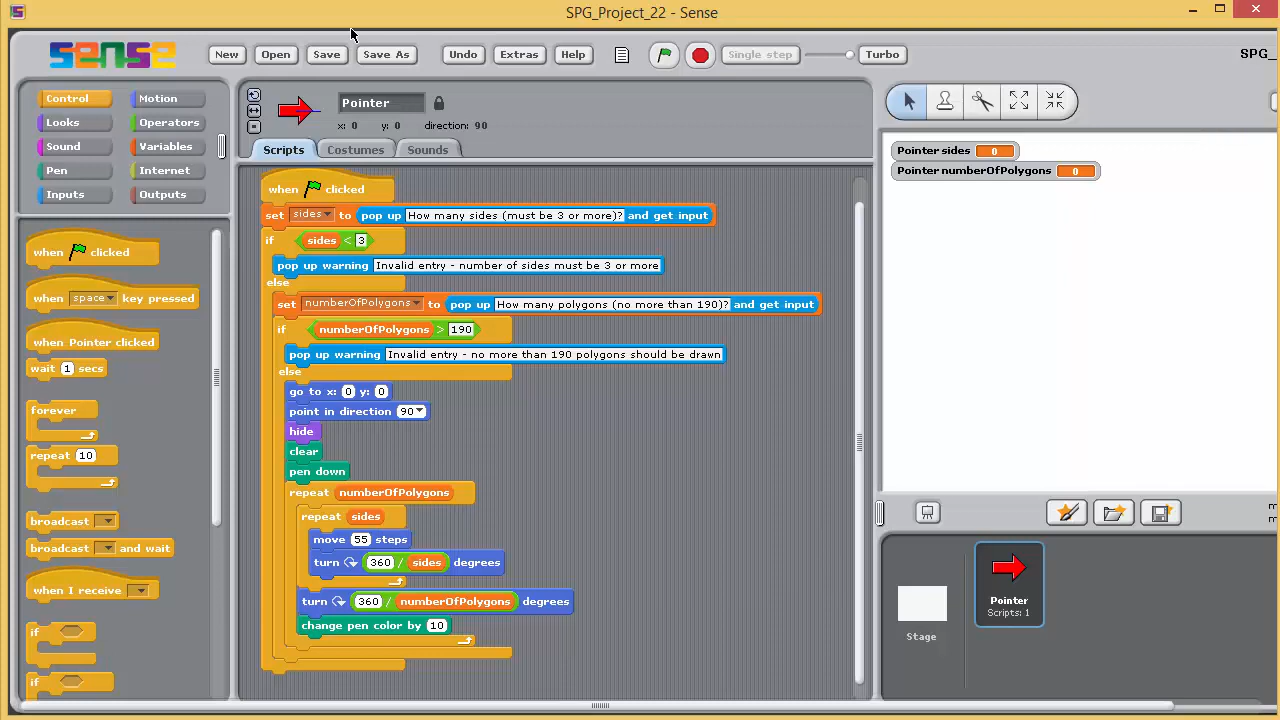 SPG_Project_22 - Sense
sense
New Open Save Save As Undo Extras Help Single step Turbo SPG_
Control Motion
Looks Operators
Sound Variables
Pen Internet
Inputs Outputs
when clicked
when space key pressed
when Pointer clicked
wait 1 secs
forever
repeat 10
broadcast
broadcast and wait
when I receive
if
if
Pointer
x: 0 y: 0 direction: 90
Scripts Costumes Sounds
when clicked
set sides to pop up How many sides (must be 3 or more)? and get input
if sides < 3
pop up warning Invalid entry - number of sides must be 3 or more
else
set numberOfPolygons to pop up How many polygons (no more than 190)? and get input
if numberOfPolygons > 190
pop up warning Invalid entry - no more than 190 polygons should be drawn
else
go to x: 0 y: 0
point in direction 90
hide
clear
pen down
repeat numberOfPolygons
repeat sides
move 55 steps
turn 360 / sides degrees
turn 360 / numberOfPolygons degrees
change pen color by 10
Pointer sides 0
Pointer numberOfPolygons 0
Pointer
Scripts: 1
Stage